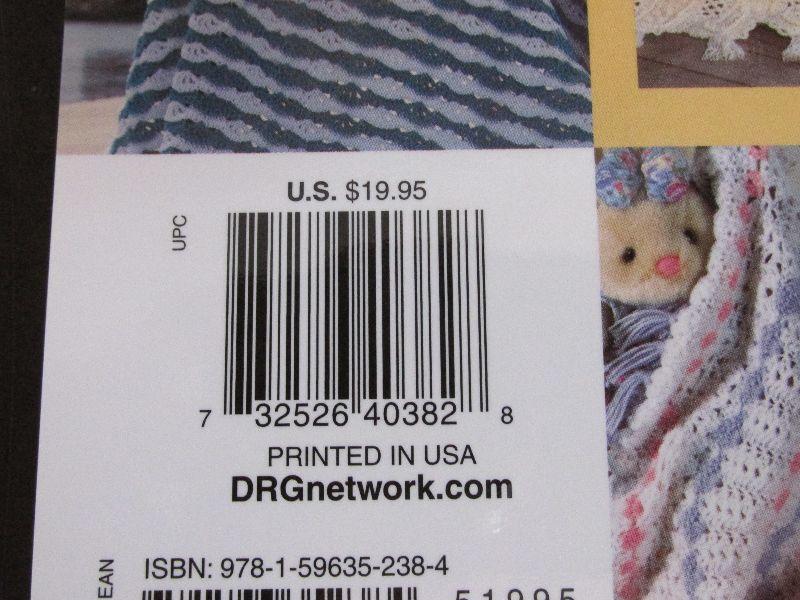 U.S. $19.95
UPC
7 32526 40382 8
PRINTED IN USA
DRGnetwork.com
ISBN: 978-1-59635-238-4
EAN
51995